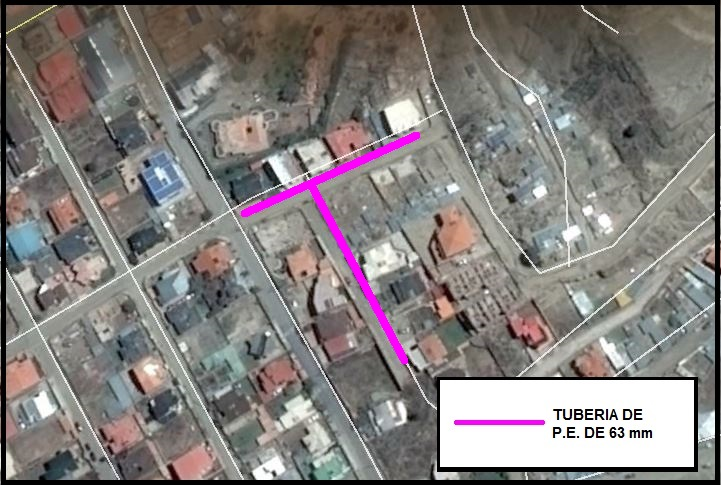 TUBERIA DE
P.E. DE 63 mm